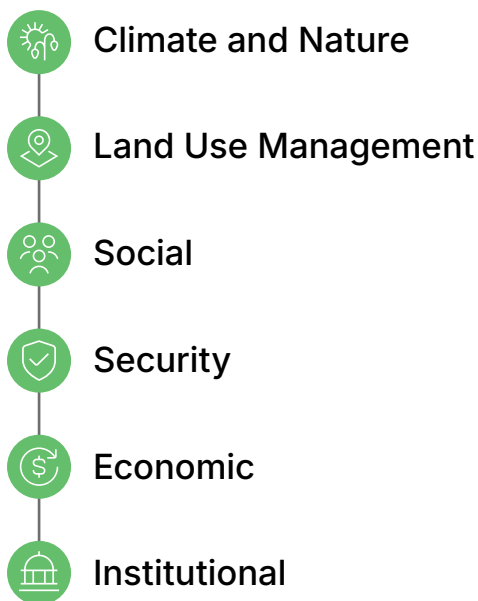 Climate and Nature
Land Use Management
Social
Security
Economic
Institutional